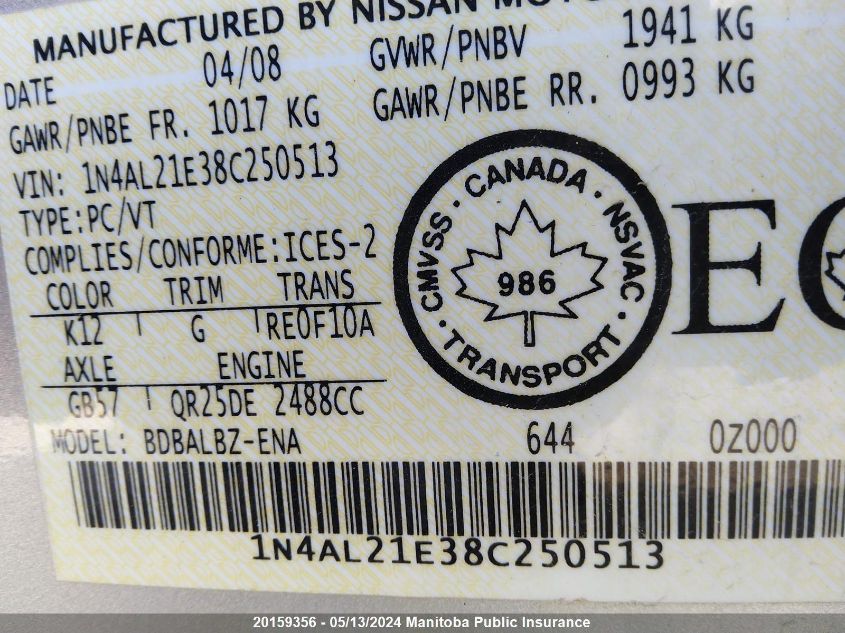 MANUFACTURED BY NISSAN
DATE 04/08 GVWR/PNBV 1941 KG
GAWR/PNBE FR. 1017 KG GAWR/PNBE RR. 0993 KG
VIN: 1N4AL21E38C250513
TYPE:PC/VT
COMPLIES/CONFORME:ICES-2
COLOR TRIM TRANS
K12 G RE0F10A
AXLE ENGINE
GB57 QR25DE 2488CC
MODEL: BDBALBZ-ENA 644 0Z000
CMVSS · CANADA · NSVAC · TRANSPORT ·
986
1N4AL21E38C250513
20159356 - 05/13/2024 Manitoba Public Insurance